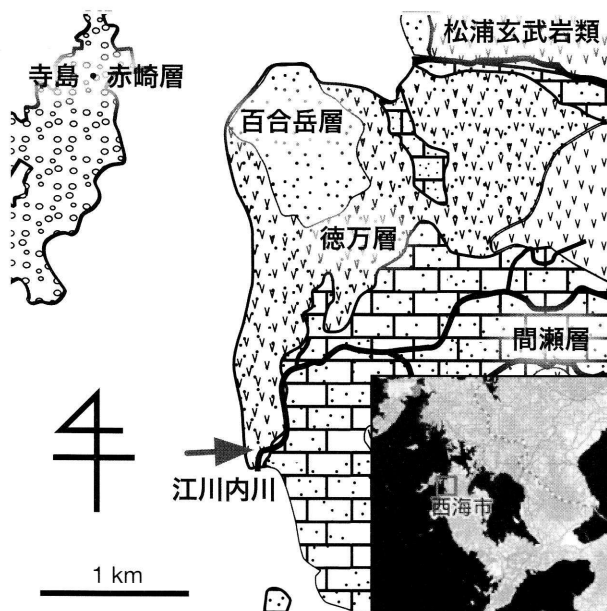 松浦玄武岩類
寺島・赤崎層
百合岳層
徳万層
間瀬層
江川内川
西海市
1 km